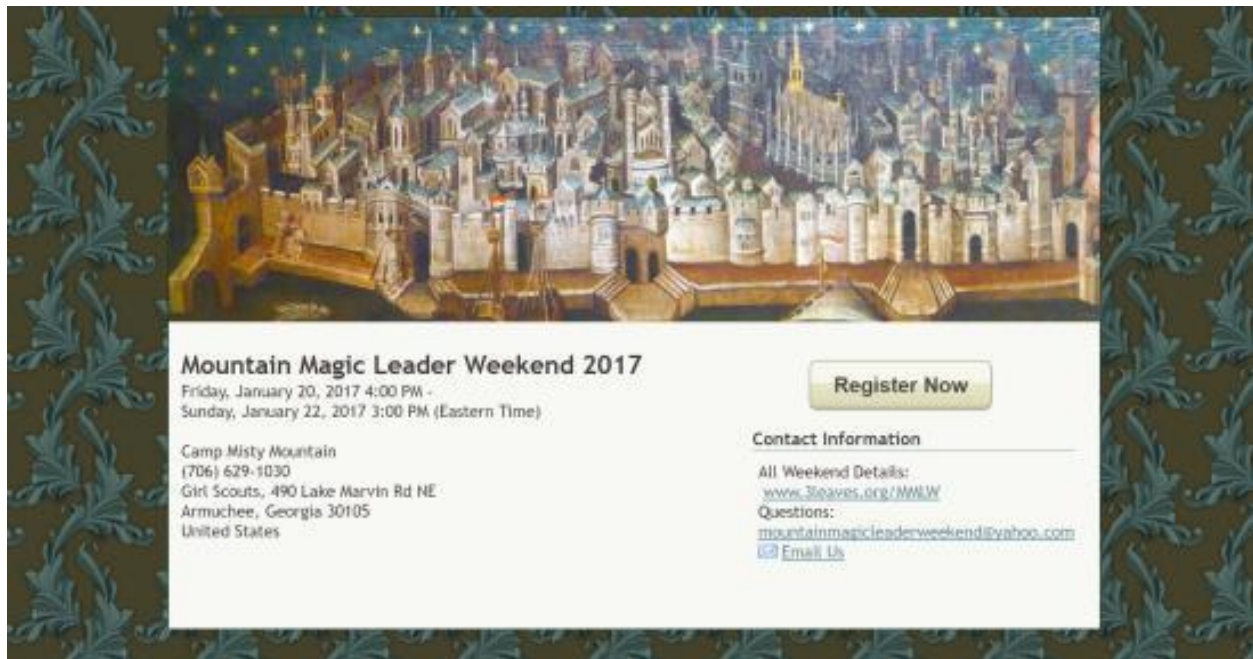 Mountain Magic Leader Weekend 2017
Friday, January 20, 2017 4:00 PM -
Sunday, January 22, 2017 3:00 PM (Eastern Time)
Camp Misty Mountain
(706) 629-1030
Girl Scouts, 490 Lake Marvin Rd NE
Armuchee, Georgia 30105
United States
Register Now
Contact Information
All Weekend Details:
www.3leaves.org/MMLW
Questions:
mountainmagicleaderweekend@yahoo.com
Email Us